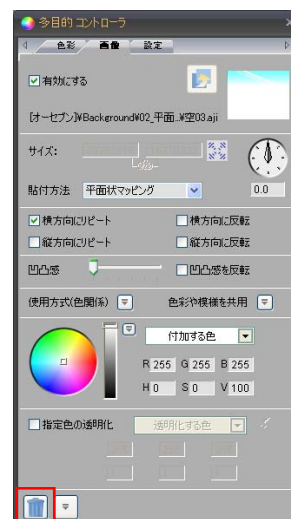 多目的 コントローラ
色彩 画像 設定
有効にする
[オーセブン]¥Background¥02_平面..¥空03.aji
サイズ:
貼付方法 平面状マッピング 0.0
横方向にリピート 横方向に反転
縦方向にリピート 縦方向に反転
凹凸感 凹凸感を反転
使用方式(色関係) 色彩や模様を共用
付加する色
R 255 G 255 B 255
H 0 S 0 V 100
指定色の透明化 透明化する色